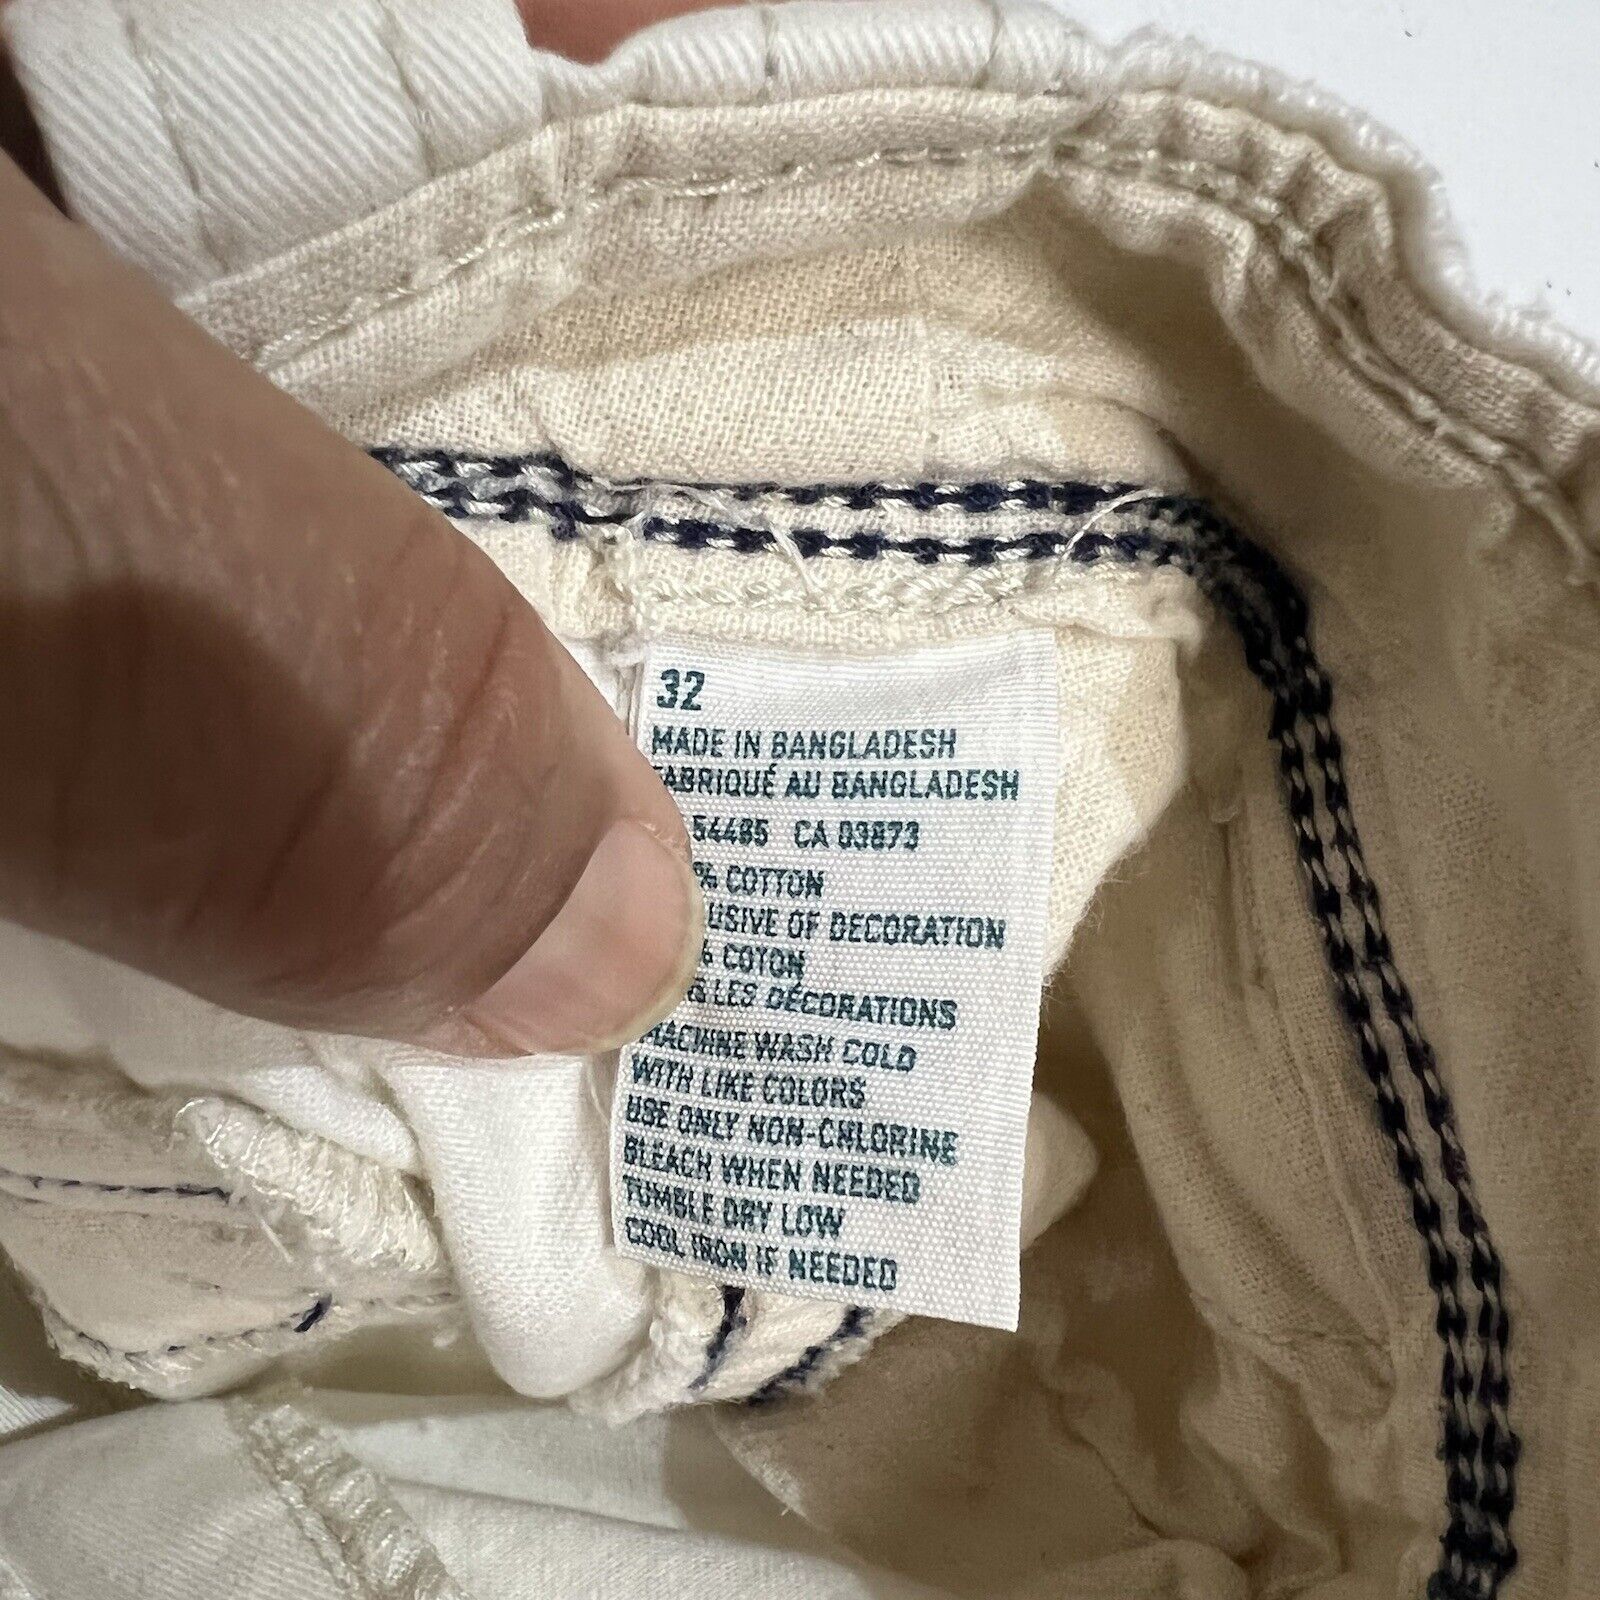 32
MADE IN BANGLADESH
FABRIQUÉ AU BANGLADESH
54485 CA 03873
% COTTON
USIVE OF DECORATION
% COTON
LES DÉCORATIONS
MACHINE WASH COLD
WITH LIKE COLORS
USE ONLY NON-CHLORINE
BLEACH WHEN NEEDED
TUMBLE DRY LOW
COOL IRON IF NEEDED